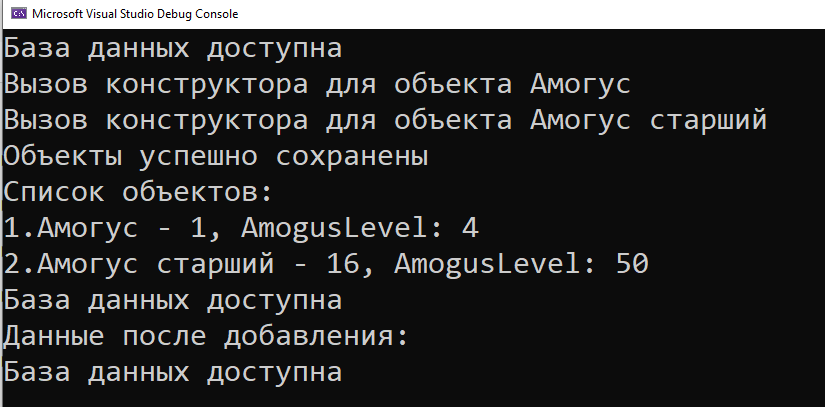 Microsoft Visual Studio Debug Console
База данных доступна
Вызов конструктора для объекта Амогус
Вызов конструктора для объекта Амогус старший
Объекты успешно сохранены
Список объектов:
1.Амогус - 1, AmogusLevel: 4
2.Амогус старший - 16, AmogusLevel: 50
База данных доступна
Данные после добавления:
База данных доступна